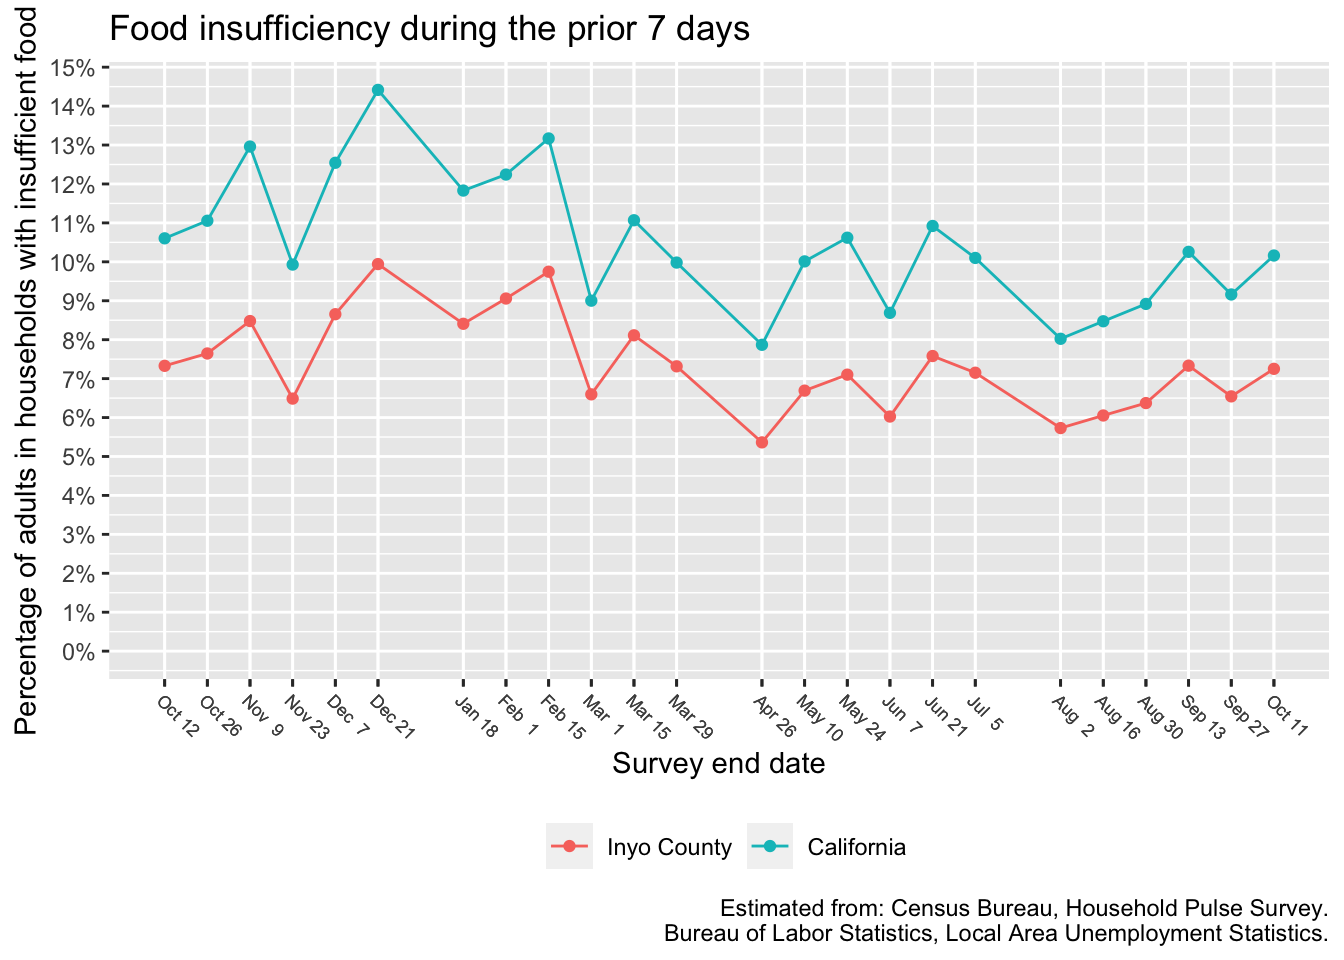 Food insufficiency during the prior 7 days
Percentage of adults in households with insufficient food
15%
14%
13%
12%
11%
10%
9%
8%
7%
6%
5%
4%
3%
2%
1%
0%
Oct 12
Oct 26
Nov 9
Nov 23
Dec 7
Dec 21
Jan 18
Feb 1
Feb 15
Mar 1
Mar 15
Mar 29
Apr 26
May 10
May 24
Jun 7
Jun 21
Jul 5
Aug 2
Aug 16
Aug 30
Sep 13
Sep 27
Oct 11
Survey end date
Inyo County
California
Estimated from: Census Bureau, Household Pulse Survey.
Bureau of Labor Statistics, Local Area Unemployment Statistics.